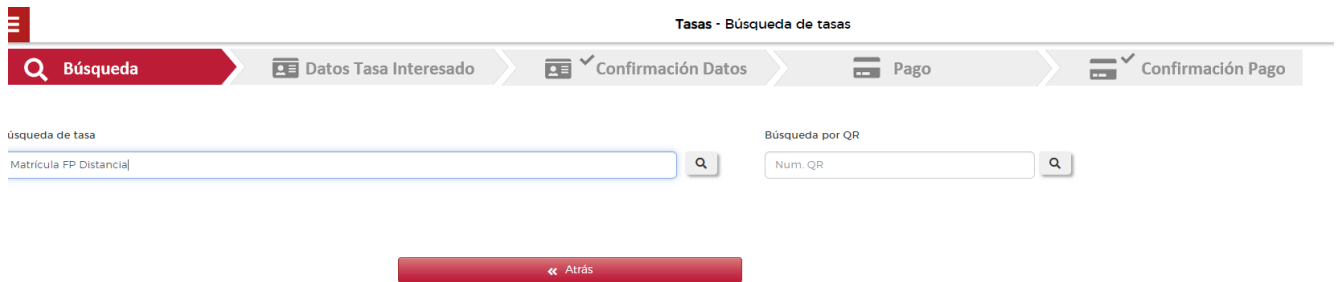 Tasas - Búsqueda de tasas
Búsqueda
Datos Tasa Interesado
Confirmación Datos
Pago
Confirmación Pago
úsqueda de tasa
Búsqueda por QR
Matrícula FP Distancia
Num. QR
« Atrás